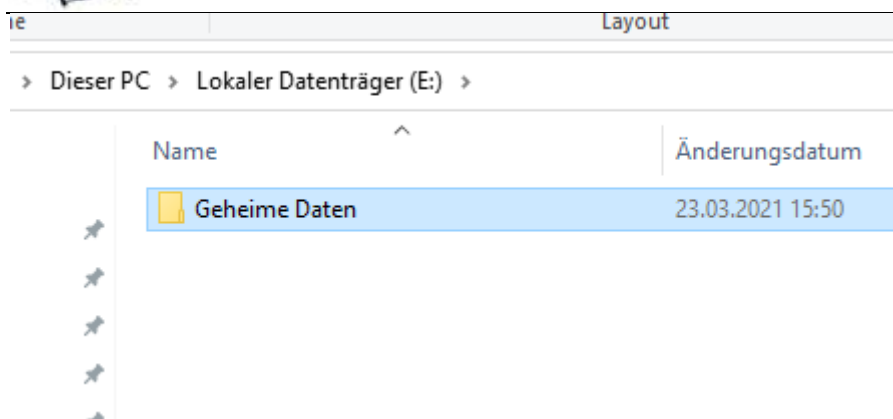 Layout
> Dieser PC > Lokaler Datenträger (E:) >
Name Änderungsdatum
Geheime Daten 23.03.2021 15:50